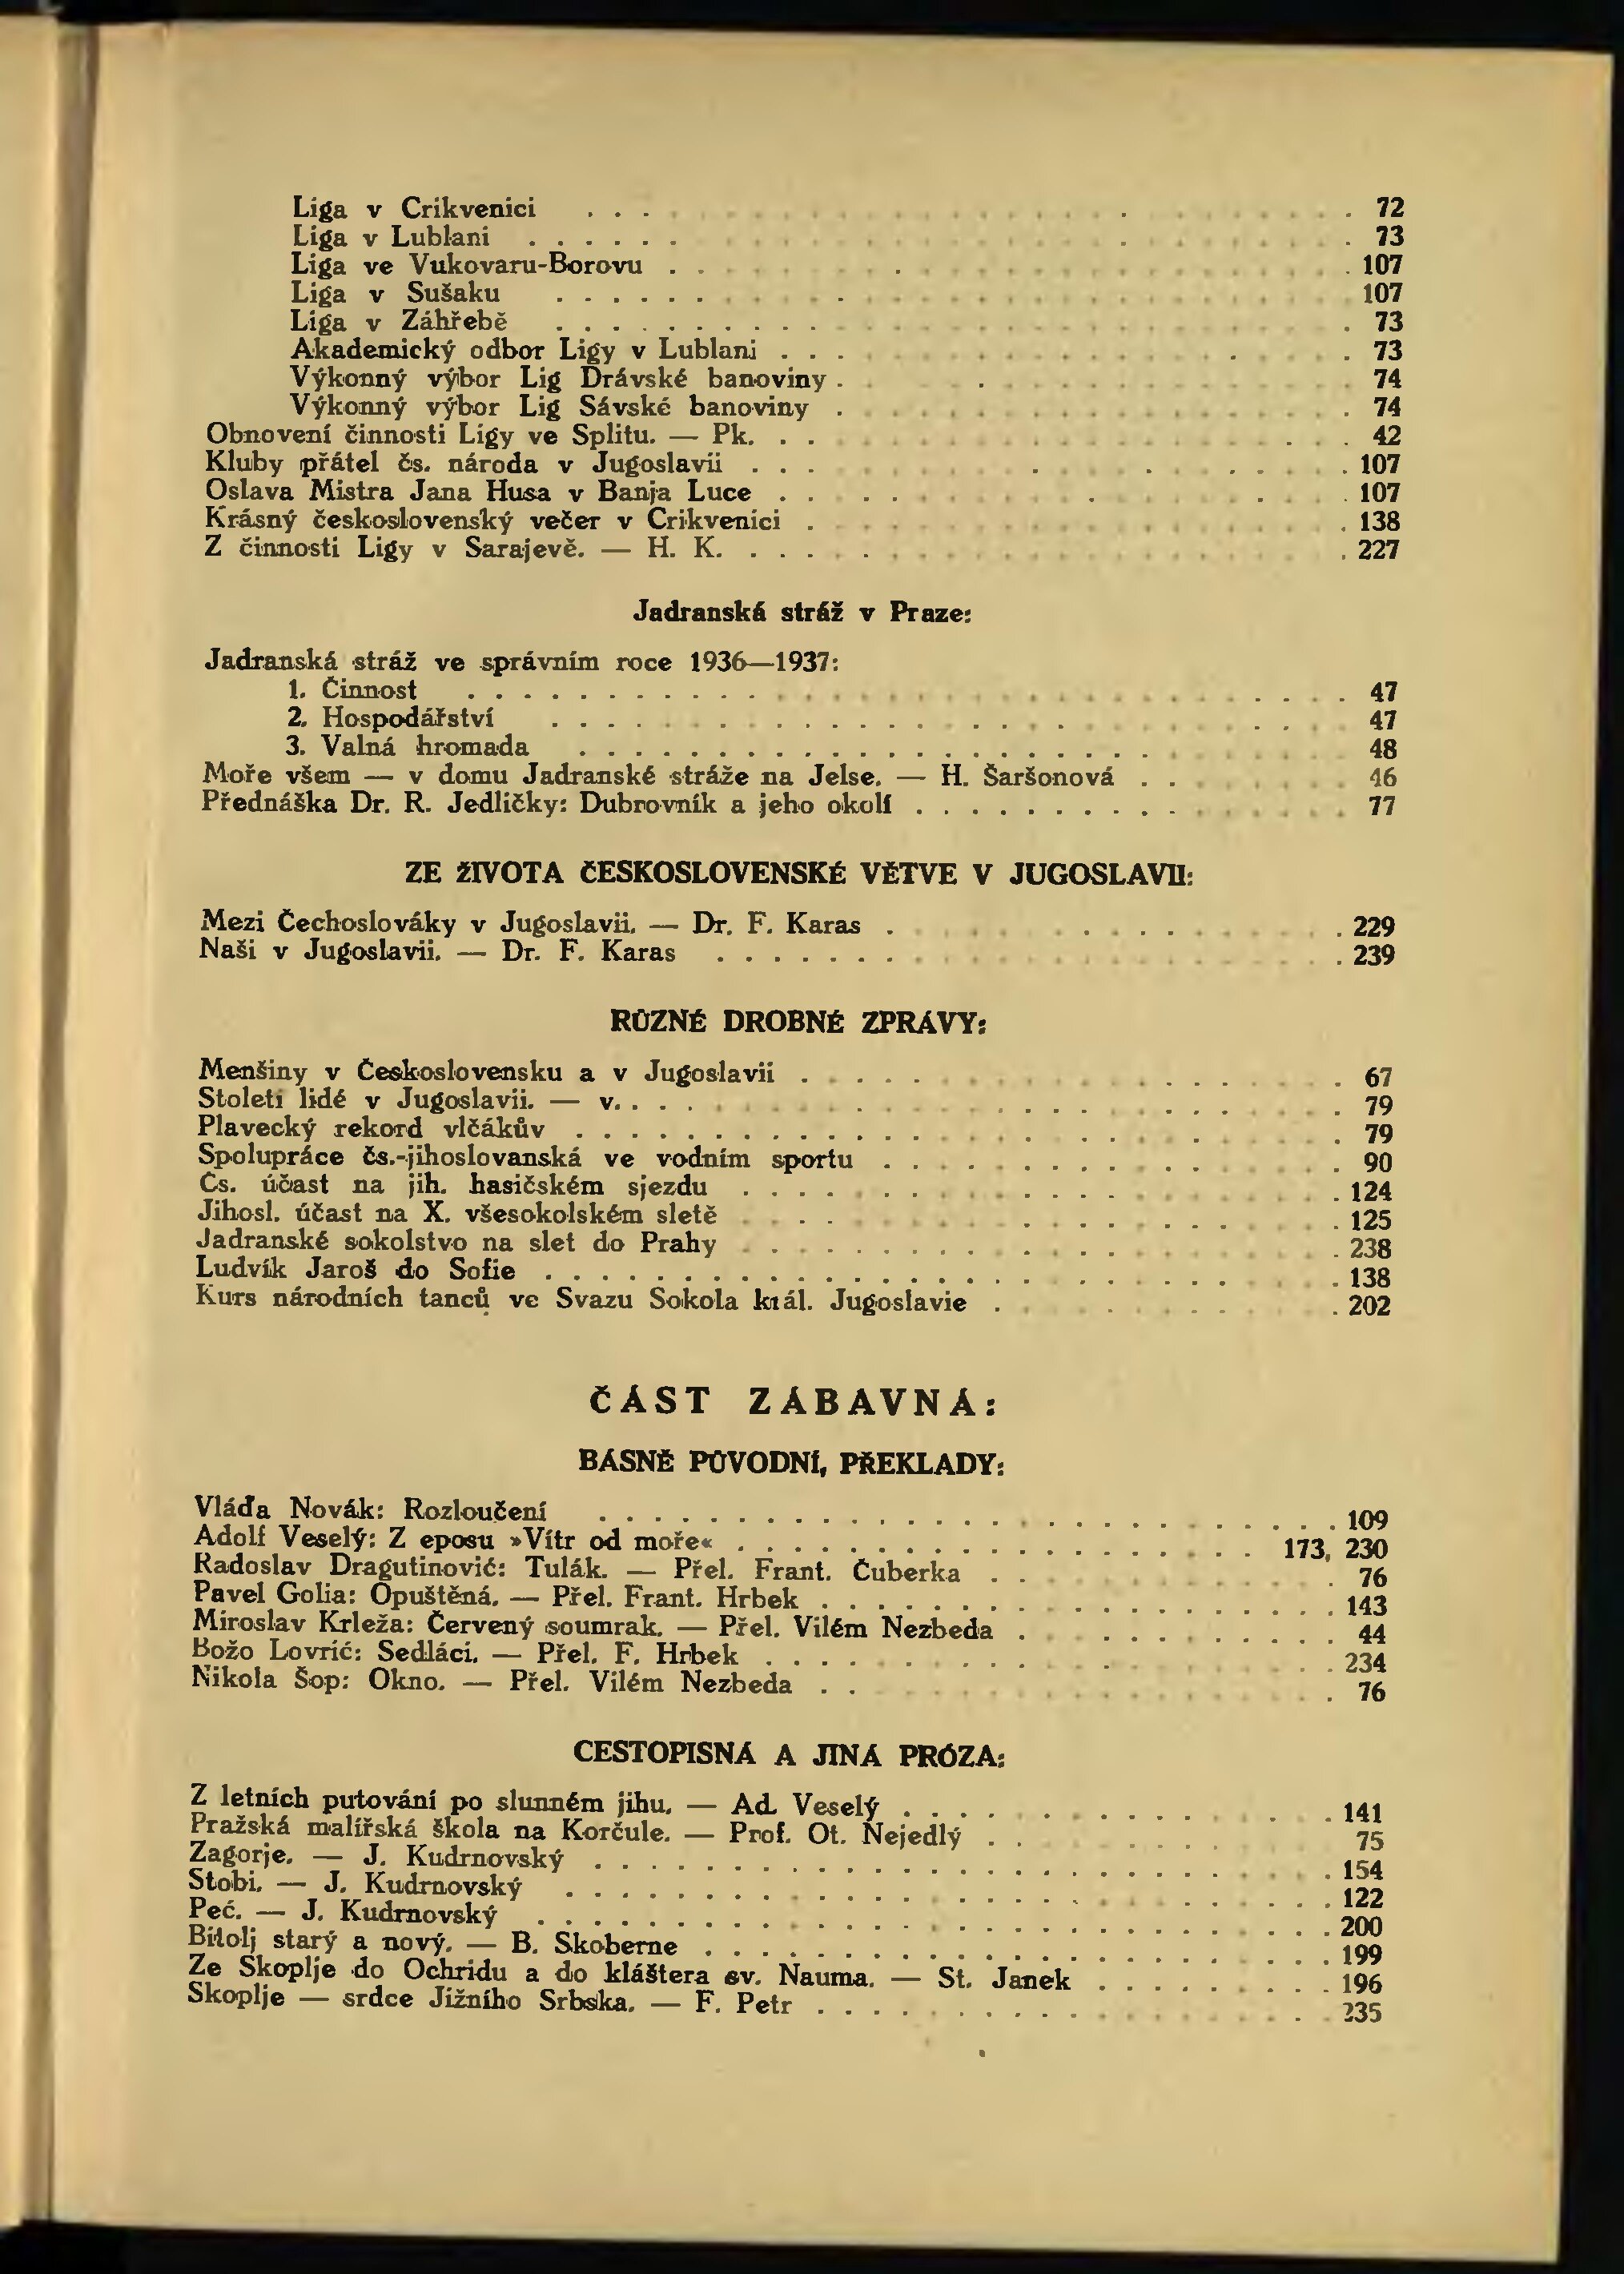 Liga v Crikvenici . . . . . . . . . . 72
Liga v Lublani . . . . . . . . . . 73
Liga ve Vukovaru-Borovu . . . . . . . . . . 107
Liga v Sušaku . . . . . . . . . . 107
Liga v Záhřebě . . . . . . . . . . 73
Akademický odbor Ligy v Lublani . . . . . . . . . . 73
Výkonný výbor Lig Drávské banoviny . . . . . . . . . . 74
Výkonný výbor Lig Sávské banoviny . . . . . . . . . . 74
Obnovení činnosti Ligy ve Splitu. — Pk. . . . . . . . . . . 42
Kluby přátel čs. národa v Jugoslavii . . . . . . . . . . 107
Oslava Mistra Jana Husa v Banja Luce . . . . . . . . . . 107
Krásný československý večer v Crikvenici . . . . . . . . . . 138
Z činnosti Ligy v Sarajevě. — H. K. . . . . . . . . . . 227
Jadranská stráž v Praze:
Jadranská stráž ve správním roce 1936—1937:
1. Činnost . . . . . . . . . . 47
2. Hospodářství . . . . . . . . . . 47
3. Valná hromada . . . . . . . . . . 48
Moře všem — v domu Jadranské stráže na Jelse. — H. Šaršonová . . . . . . . . . . 46
Přednáška Dr. R. Jedličky: Dubrovník a jeho okolí . . . . . . . . . . 77
ZE ŽIVOTA ČESKOSLOVENSKÉ VĚTVE V JUGOSLAVII:
Mezi Čechoslováky v Jugoslavii. — Dr. F. Karas . . . . . . . . . . 229
Naši v Jugoslavii. — Dr. F. Karas . . . . . . . . . . 239
RŮZNÉ DROBNÉ ZPRÁVY:
Menšiny v Československu a v Jugoslavii . . . . . . . . . . 67
Století lidé v Jugoslavii. — v. . . . . . . . . . . 79
Plavecký rekord vlčákův . . . . . . . . . . 79
Spolupráce čs.-jihoslovanská ve vodním sportu . . . . . . . . . . 90
Čs. účast na jih. hasičském sjezdu . . . . . . . . . . 124
Jihosl. účast na X. všesokolském sletě . . . . . . . . . . 125
Jadranské sokolstvo na slet do Prahy . . . . . . . . . . 238
Ludvík Jaroš do Sofie . . . . . . . . . . 138
Kurs národních tanců ve Svazu Sokola král. Jugoslavie . . . . . . . . . . 202
ČÁST ZÁBAVNÁ:
BÁSNĚ PŮVODNÍ, PŘEKLADY:
Vláďa Novák: Rozloučení . . . . . . . . . . 109
Adolf Veselý: Z eposu »Vítr od moře« . . . . . . . . . . 173, 230
Radoslav Dragutinović: Tulák. — Přel. Frant. Čuberka . . . . . . . . . . 76
Pavel Golia: Opuštěná. — Přel. Frant. Hrbek . . . . . . . . . . 143
Miroslav Krleža: Červený soumrak. — Přel. Vilém Nezbeda . . . . . . . . . . 44
Božo Lovrić: Sedláci. — Přel. F. Hrbek . . . . . . . . . . 234
Nikola Šop: Okno. — Přel. Vilém Nezbeda . . . . . . . . . . 76
CESTOPISNÁ A JINÁ PRÓZA:
Z letních putování po slunném jihu. — Ad. Veselý . . . . . . . . . . 141
Pražská malířská škola na Korčule. — Prof. Ot. Nejedlý . . . . . . . . . . 75
Zagorje. — J. Kudrnovský . . . . . . . . . . 154
Stobi. — J. Kudrnovský . . . . . . . . . . 122
Peć. — J. Kudrnovský . . . . . . . . . . 200
Bitolj starý a nový. — B. Skoberne . . . . . . . . . . 199
Ze Skoplje do Ochridu a do kláštera sv. Nauma. — St. Janek . . . . . . . . . . 196
Skoplje — srdce Jižního Srbska. — F. Petr . . . . . . . . . . 235